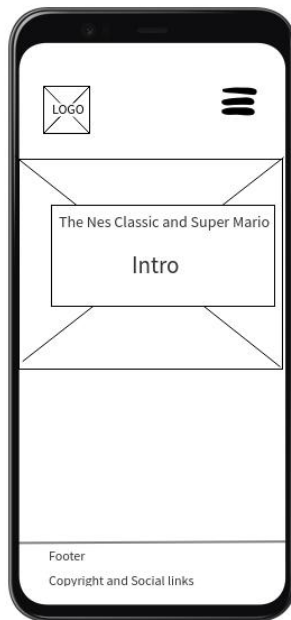 LOGO
The Nes Classic and Super Mario
Intro
Footer
Copyright and Social links